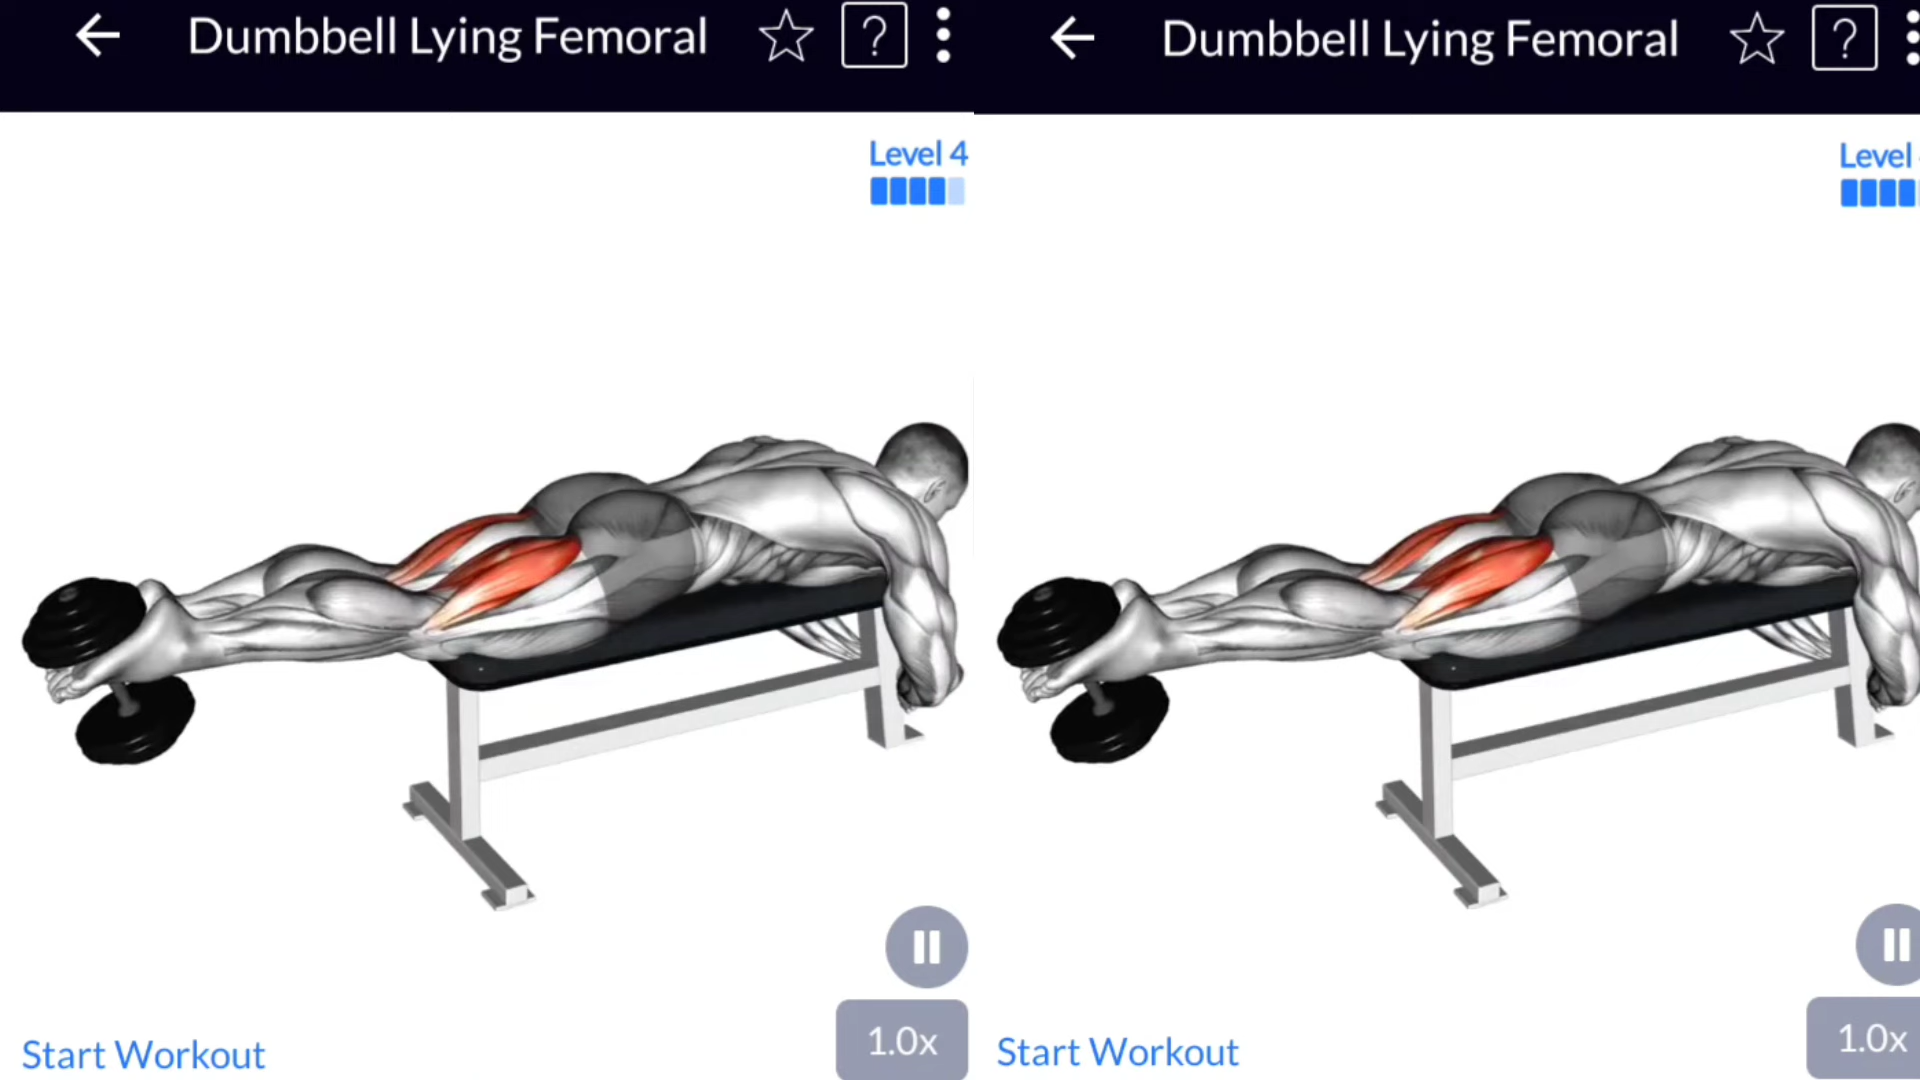 Dumbbell Lying Femoral
?
Level 4
1.0x
Start Workout
Dumbbell Lying Femoral
?
Level
1.0x
Start Workout